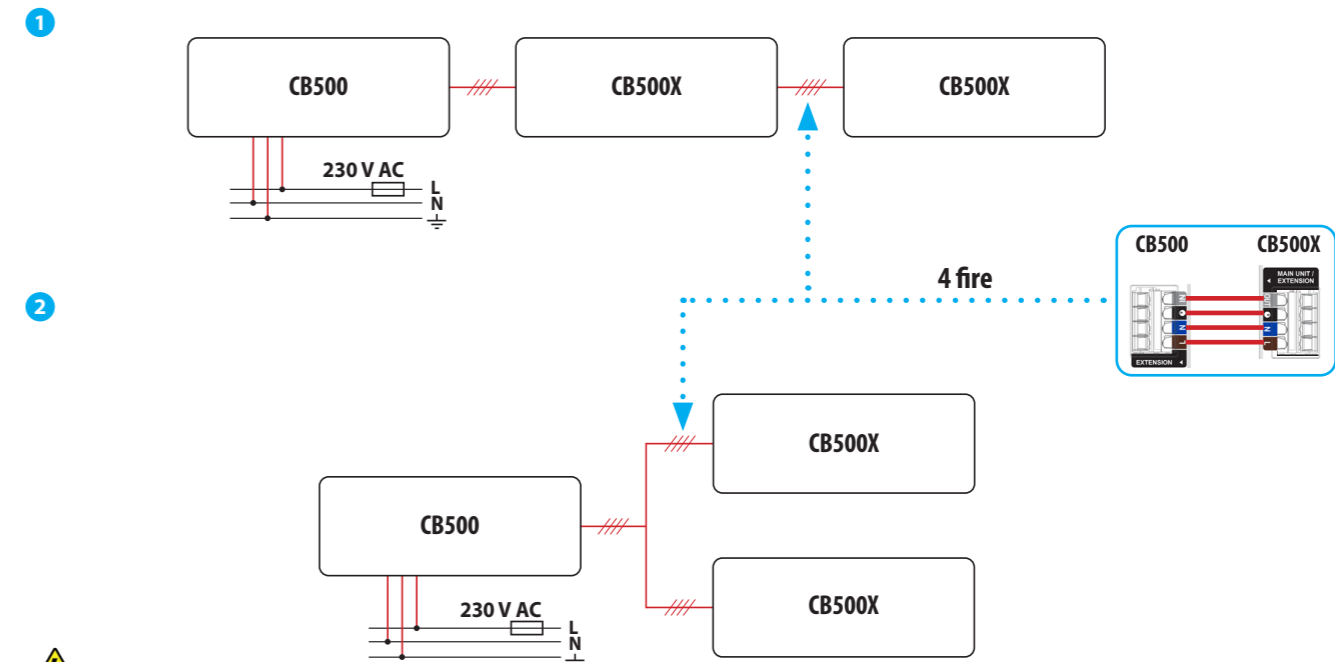 1
CB500
CB500X
CB500X
230 V AC
L
N
CB500
CB500X
MAIN UNIT /
EXTENSION
N
L
N
L
EXTENSION
4 fire
2
CB500X
CB500
CB500X
230 V AC
L
N